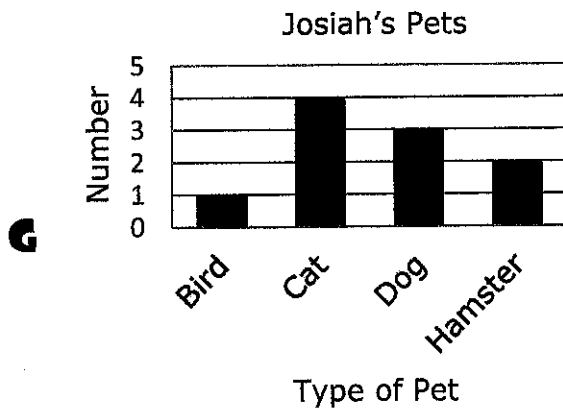 Josiah's Pets
Number
5
4
3
2
1
0
G
Bird
Cat
Dog
Hamster
Type of Pet